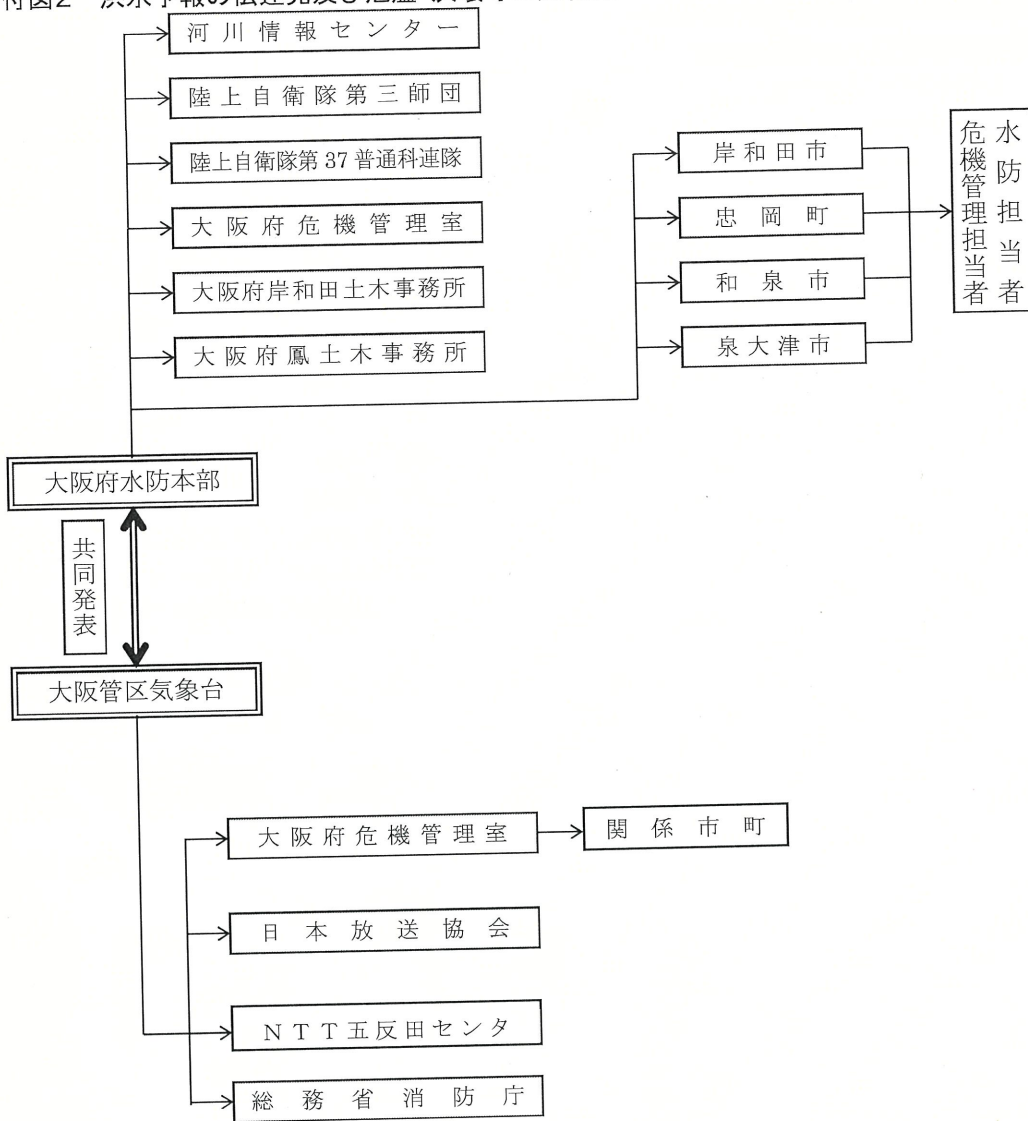 河川情報センター
陸上自衛隊第三師団
陸上自衛隊第37普通科連隊
大阪府危機管理室
大阪府岸和田土木事務所
大阪府鳳土木事務所
岸和田市
忠岡町
和泉市
泉大津市
水防担当者
危機管理担当者
大阪府水防本部
共同発表
大阪管区気象台
大阪府危機管理室
関係市町
日本放送協会
NTT五反田センタ
総務省消防庁